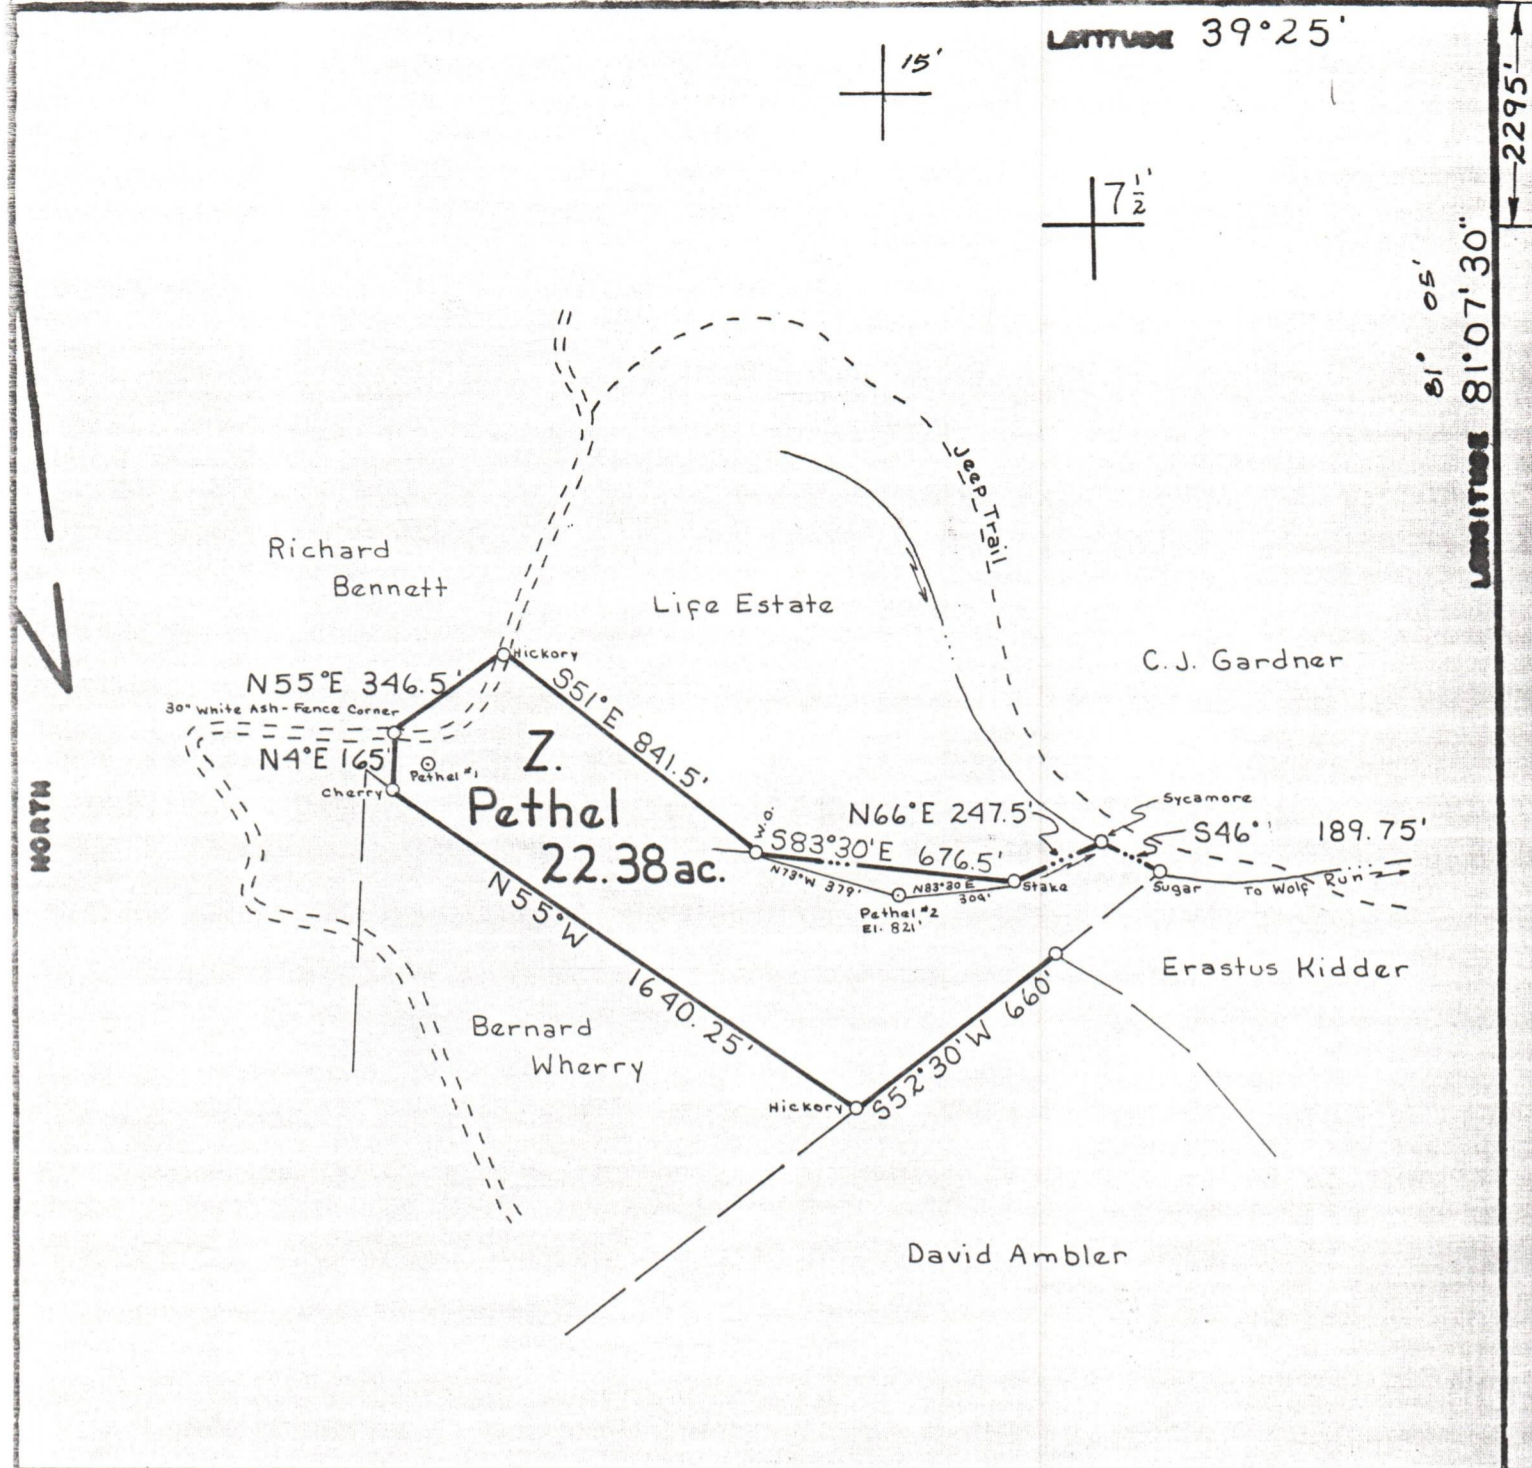 LATITUDE 39°25'
15'
2295'
7 1/2'
81° 05'
LONGITUDE 81°07'30"
Jeep Trail
Richard
Bennett
Life Estate
C.J. Gardner
Hickory
N55°E 346.5'
30" White Ash - Fence Corner
S51°E 841.5'
N4°E 165'
Pethel #1
Cherry
Z.
Pethel
22.38 ac.
NORTH
W.O.
N66°E 247.5'
Sycamore
S46° 189.75'
S83°30'E 676.5'
N73°W 379'
N83°30 E
309'
Stake
Sugar
To Wolf Run
Pethel #2
El. 821'
N55°W 1640.25'
Erastus Kidder
Bernard
Wherry
S52°30'W 660'
Hickory
David Ambler